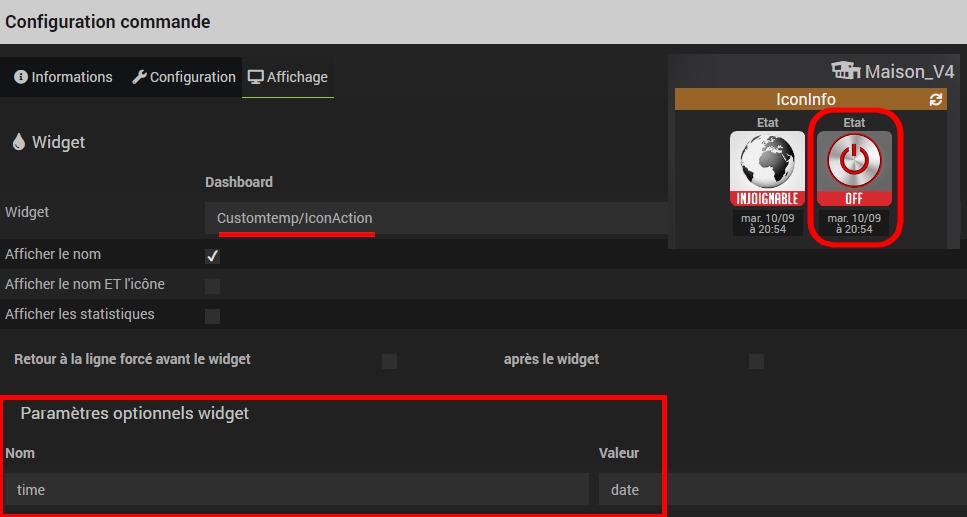 Configuration commande
Informations Configuration Affichage
Maison_V4
IconInfo
Etat Etat
INJOIGNABLE OFF
mar. 10/09 mar. 10/09
à 20:54 à 20:54
Widget
Dashboard
Widget Customtemp/IconAction
Afficher le nom
Afficher le nom ET l'icône
Afficher les statistiques
Retour à la ligne forcé avant le widget après le widget
Paramètres optionnels widget
Nom Valeur
time date